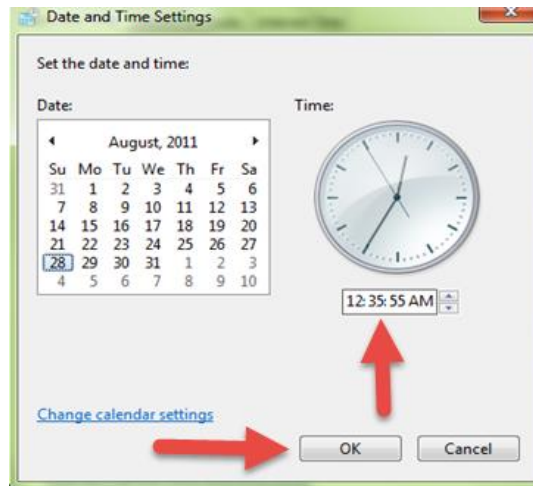 Date and Time Settings
Set the date and time:
Date:
Time:
August, 2011
Su Mo Tu We Th Fr Sa
31 1 2 3 4 5 6
7 8 9 10 11 12 13
14 15 16 17 18 19 20
21 22 23 24 25 26 27
28 29 30 31 1 2 3
4 5 6 7 8 9 10
12:35:55 AM
Change calendar settings
OK Cancel